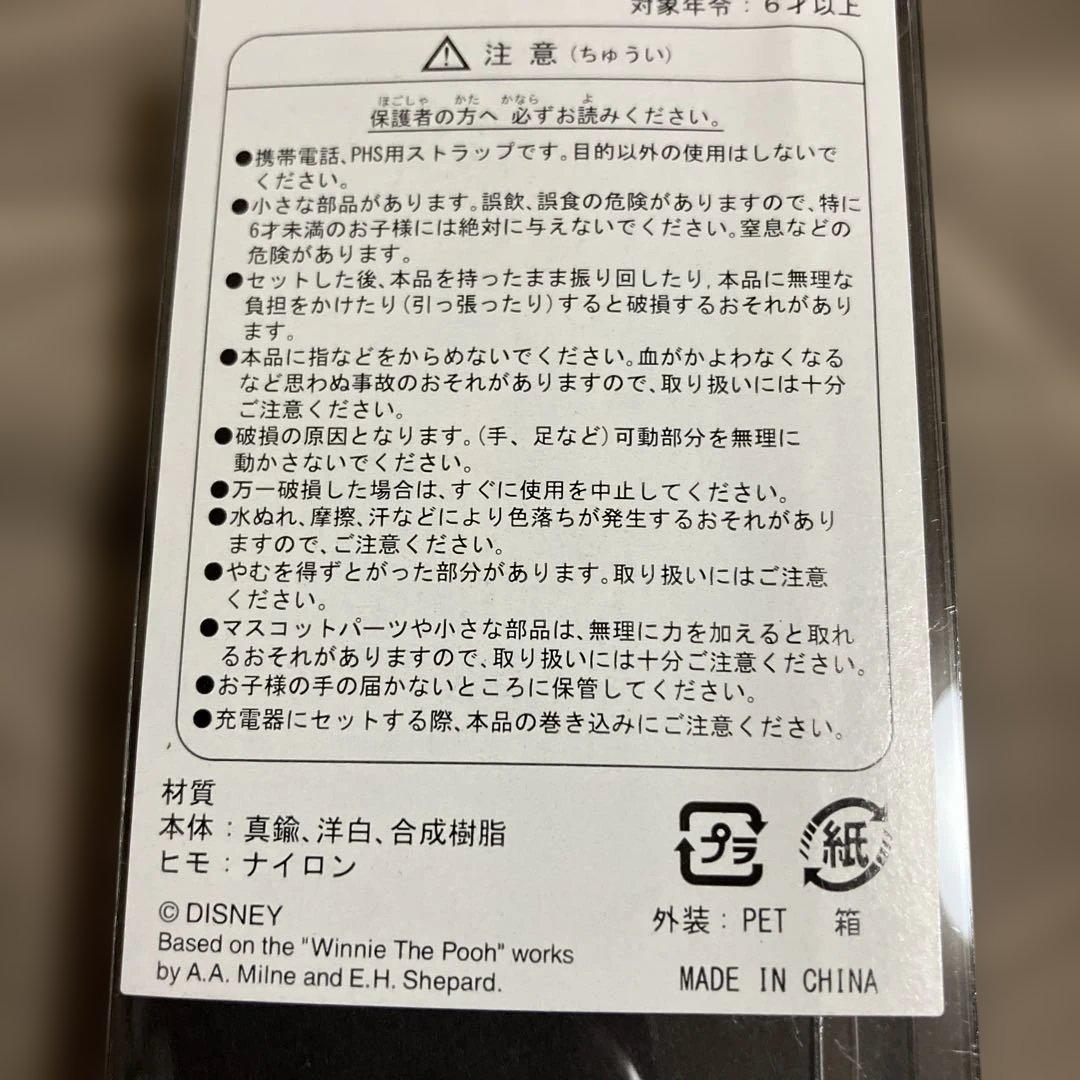 対象年令：6才以上
⚠ 注意(ちゅうい)
保護者の方へ 必ずお読みください。
●携帯電話、PHS用ストラップです。目的以外の使用はしないで
ください。
●小さな部品があります。誤飲、誤食の危険がありますので、特に
6才未満のお子様には絶対に与えないでください。窒息などの
危険があります。
●セットした後、本品を持ったまま振り回したり,本品に無理な
負担をかけたり(引っ張ったり)すると破損するおそれがあり
ます。
●本品に指などをからめないでください。血がかよわなくなる
など思わぬ事故のおそれがありますので、取り扱いには十分
ご注意ください。
●破損の原因となります。(手、足など)可動部分を無理に
動かさないでください。
●万一破損した場合は、すぐに使用を中止してください。
●水ぬれ、摩擦、汗などにより色落ちが発生するおそれがあり
ますので、ご注意ください。
●やむを得ずとがった部分があります。取り扱いにはご注意
ください。
●マスコットパーツや小さな部品は、無理に力を加えると取れ
るおそれがありますので、取り扱いには十分ご注意ください。
●お子様の手の届かないところに保管してください。
●充電器にセットする際、本品の巻き込みにご注意ください。
材質
本体：真鍮、洋白、合成樹脂
ヒモ：ナイロン
© DISNEY
Based on the "Winnie The Pooh" works
by A.A. Milne and E.H. Shepard.
プラ 紙
外装：PET 箱
MADE IN CHINA